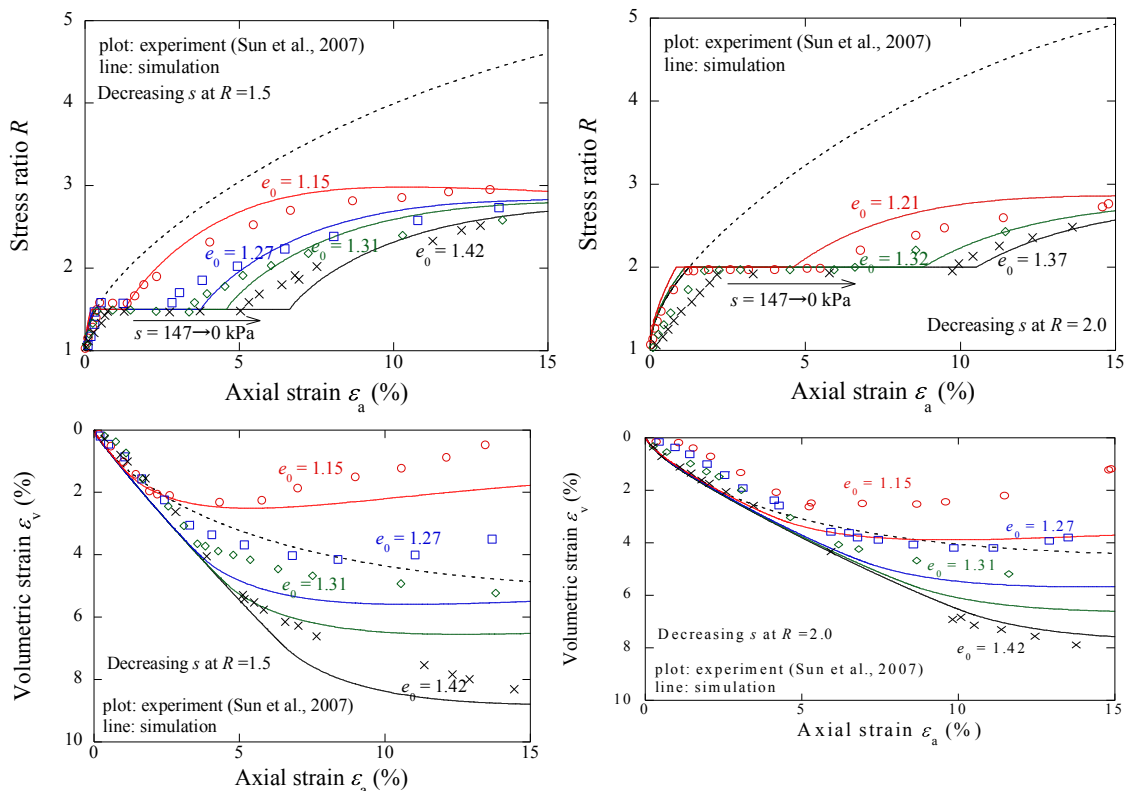 5
4
3
2
1
Stress ratio R
plot: experiment (Sun et al., 2007)
line: simulation
Decreasing s at R =1.5
e0 = 1.15
e0 = 1.27
e0 = 1.31
e0 = 1.42
s = 147→0 kPa
0
5
10
15
Axial strain εa (%)
5
4
3
2
1
Stress ratio R
plot: experiment (Sun et al., 2007)
line: simulation
e0 = 1.21
e0 = 1.32
e0 = 1.37
s = 147→0 kPa
Decreasing s at R = 2.0
0
5
10
15
Axial strain εa (%)
0
2
4
6
8
10
Volumetric strain εv (%)
e0 = 1.15
e0 = 1.27
e0 = 1.31
Decreasing s at R =1.5
e0 = 1.42
plot: experiment (Sun et al., 2007)
line: simulation
0
5
10
15
Axial strain εa (%)
0
2
4
6
8
10
Volumetric strain εv (%)
e0 = 1.15
e0 = 1.27
e0 = 1.31
Decreasing s at R =2.0
e0 = 1.42
plot: experiment (Sun et al., 2007)
line: simulation
0
5
10
15
Axial strain εa (%)